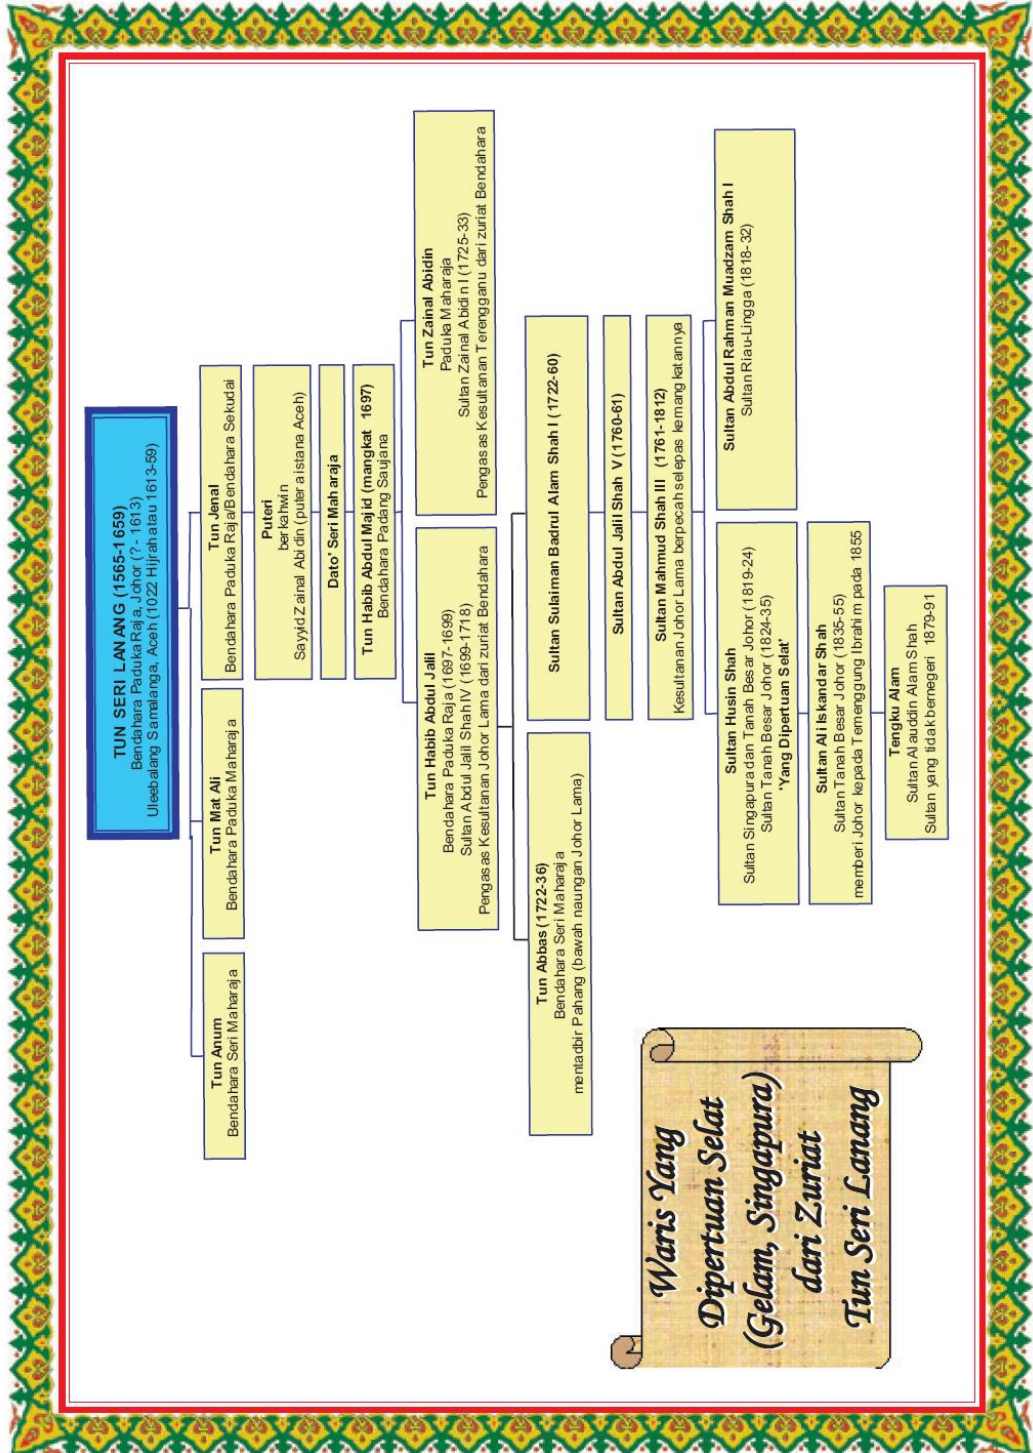 TUN SERI LANANG (1565-1659)
Bendahara Paduka Raja, Johor (?- 1613)
Uleebalang Samalanga, Aceh (1022 Hijrah atau 1613-59)
Tun Anum
Bendahara Seri Maharaja
Tun Mat Ali
Bendahara Paduka Maharaja
Tun Jenal
Bendahara Paduka Raja/Bendahara Sekudai
Puteri
berkahwin
Sayyid Zainal Abidin (putera istana Aceh)
Dato' Seri Maharaja
Tun Habib Abdul Majid (mangkat 1697)
Bendahara Padang Saujana
Tun Habib Abdul Jalil
Bendahara Paduka Raja (1697-1699)
Sultan Abdul Jalil Shah IV (1699-1718)
Pengasas Kesultanan Johor Lama dari zuriat Bendahara
Tun Zainal Abidin
Paduka Maharaja
Sultan Zainal Abidin I (1725-33)
Pengasas Kesultanan Terengganu dari zuriat Bendahara
Tun Abbas (1722-36)
Bendahara Seri Maharaja
mentadbir Pahang (bawah naungan Johor Lama)
Sultan Sulaiman Badrul Alam Shah I (1722-60)
Sultan Abdul Jalil Shah V (1760-61)
Sultan Mahmud Shah III (1761-1812)
Kesultanan Johor Lama berpecah selepas kemangkatannya
Sultan Husin Shah
Sultan Singapura dan Tanah Besar Johor (1819-24)
Sultan Tanah Besar Johor (1824-35)
'Yang Dipertuan Selat'
Sultan Abdul Rahman Muadzam Shah I
Sultan Riau-Lingga (1818-32)
Sultan Ali Iskandar Shah
Sultan Tanah Besar Johor (1835-55)
memberi Johor kepada Temenggung Ibrahim pada 1855
Tengku Alam
Sultan Alauddin Alam Shah
Sultan yang tidak bernegeri 1879-91
Waris Yang
Dipertuan Selat
(Gelam, Singapura)
dari Zuriat
Tun Seri Lanang